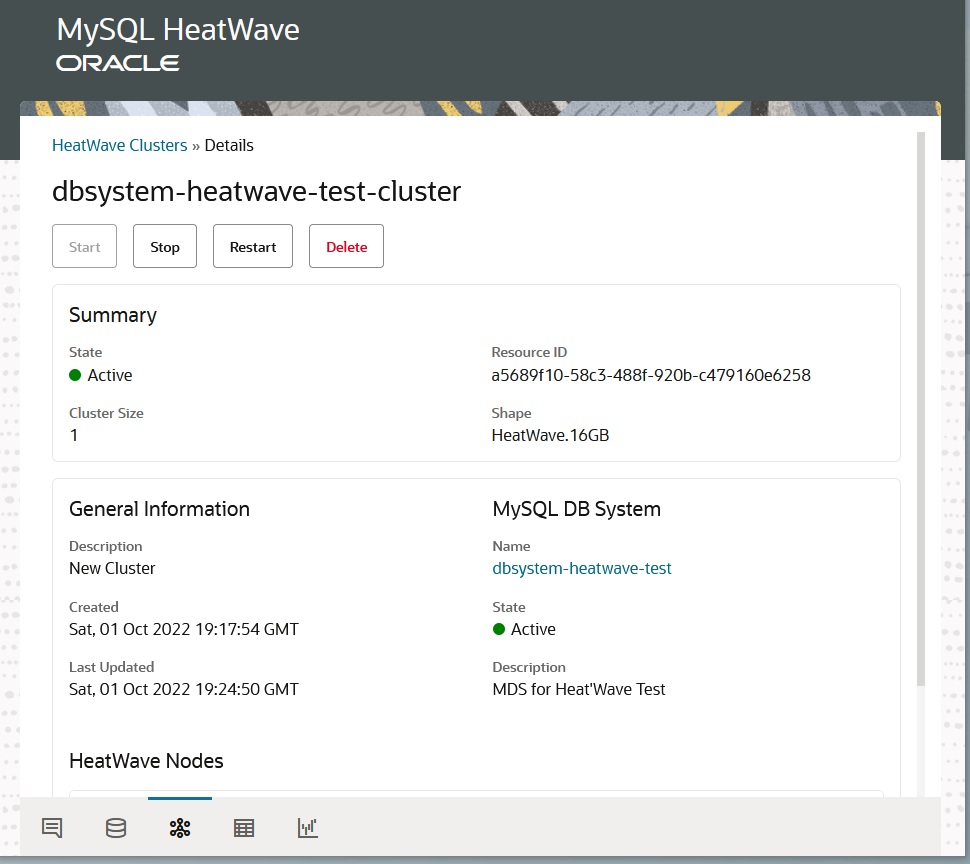 MySQL HeatWave
ORACLE
HeatWave Clusters » Details
dbsystem-heatwave-test-cluster
Start Stop Restart Delete
Summary
State Resource ID
Active a5689f10-58c3-488f-920b-c479160e6258
Cluster Size Shape
1 HeatWave.16GB
General Information MySQL DB System
Description Name
New Cluster dbsystem-heatwave-test
Created State
Sat, 01 Oct 2022 19:17:54 GMT Active
Last Updated Description
Sat, 01 Oct 2022 19:24:50 GMT MDS for Heat'Wave Test
HeatWave Nodes